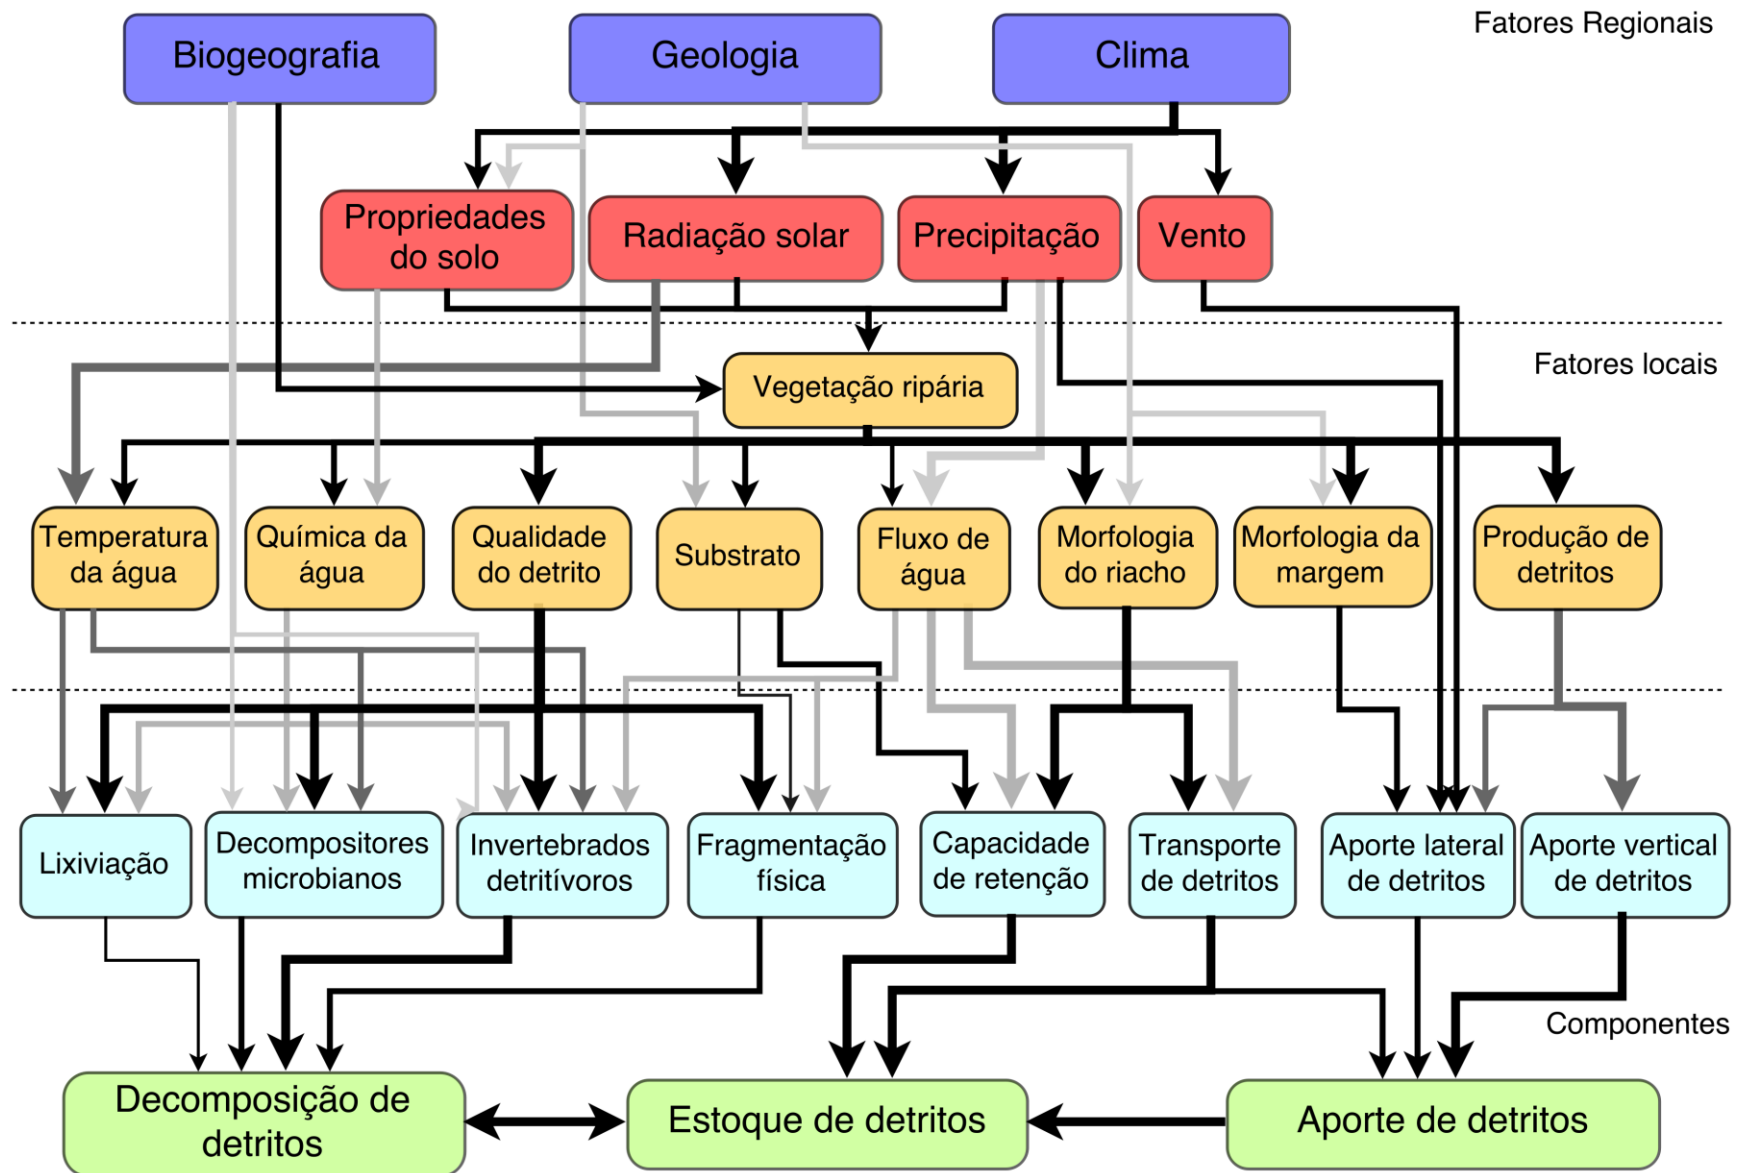 Fatores Regionais
Biogeografia
Geologia
Clima
Propriedades
do solo
Radiação solar
Precipitação
Vento
Fatores locais
Vegetação ripária
Temperatura
da água
Química da
água
Qualidade
do detrito
Substrato
Fluxo de
água
Morfologia
do riacho
Morfologia da
margem
Produção de
detritos
Lixiviação
Decompositores
microbianos
Invertebrados
detritívoros
Fragmentação
física
Capacidade
de retenção
Transporte
de detritos
Aporte lateral
de detritos
Aporte vertical
de detritos
Componentes
Decomposição de
detritos
Estoque de detritos
Aporte de detritos